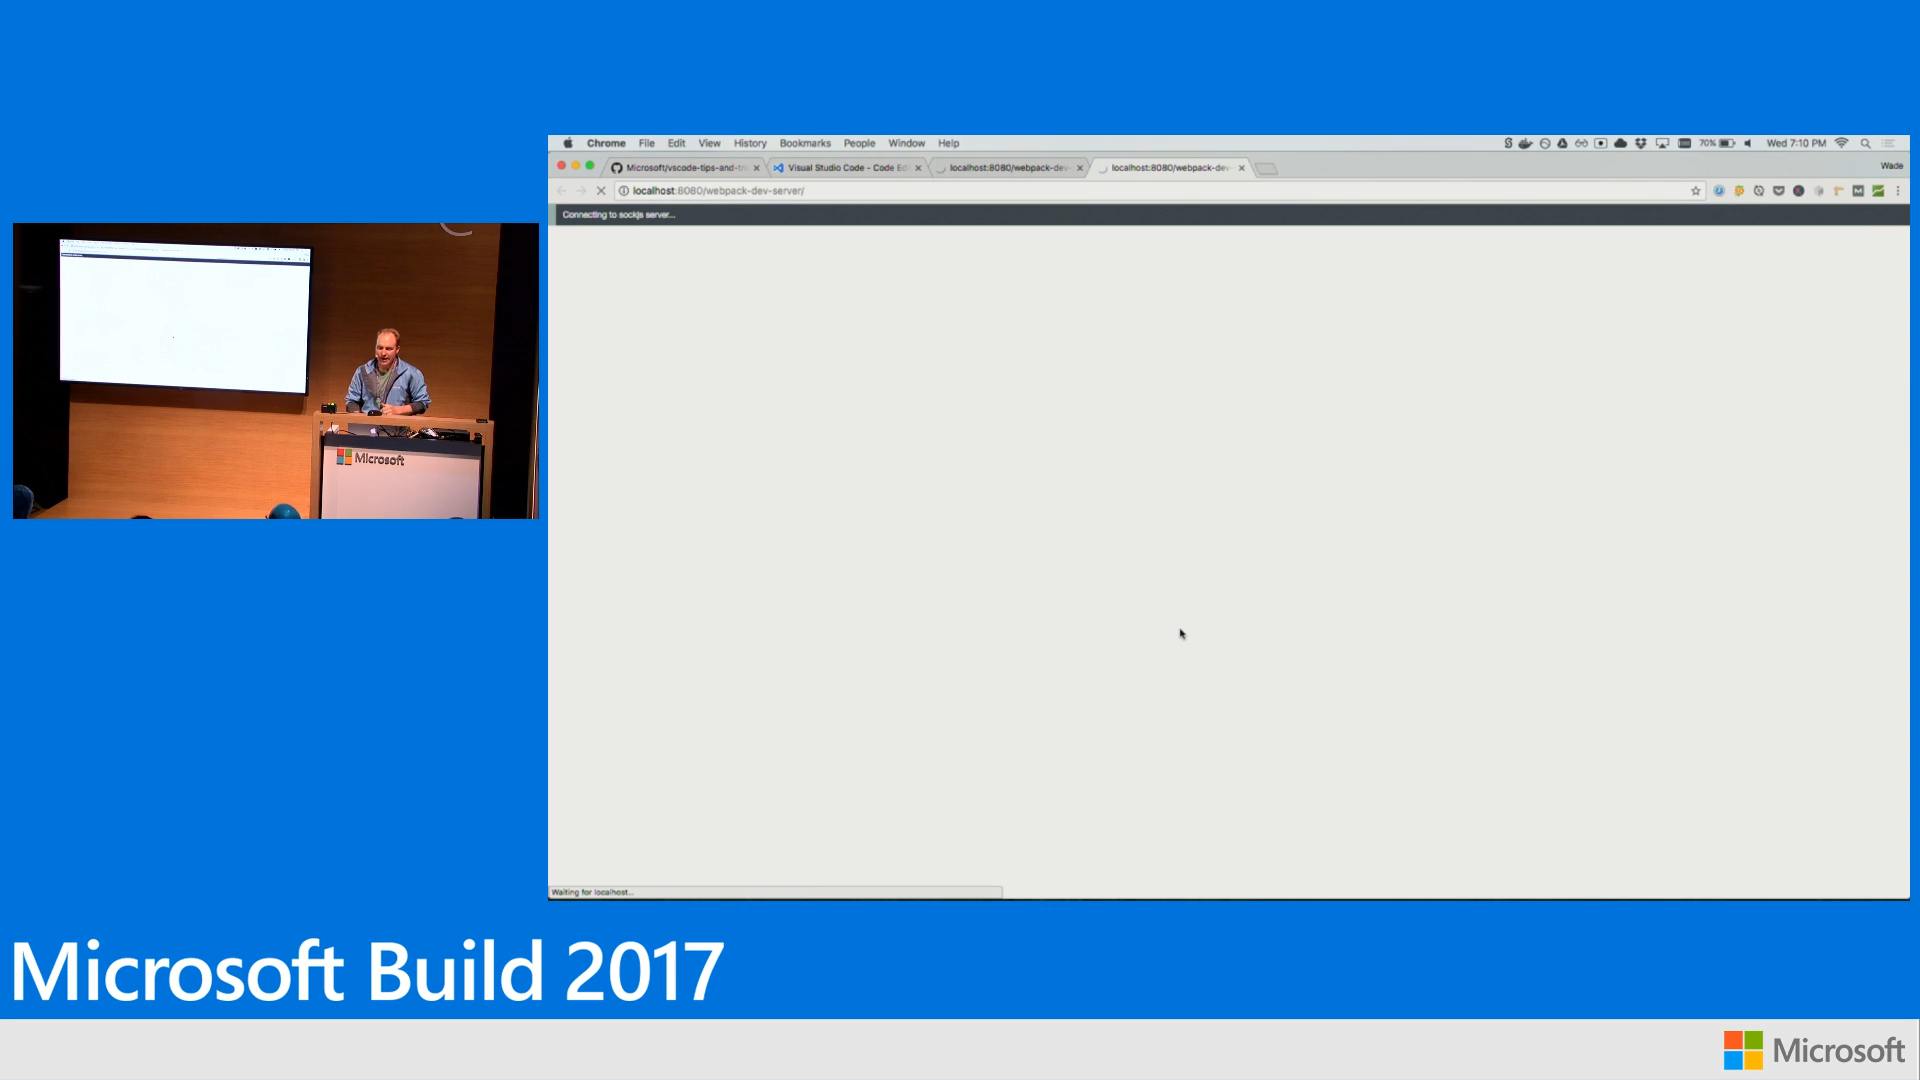 Chrome File Edit View History Bookmarks People Window Help 70% Wed 7:10 PM
Microsoft/vscode-tips-and-tri Visual Studio Code - Code Edi localhost:8080/webpack-dev- localhost:8080/webpack-dev- Wade
localhost:8080/webpack-dev-server/
Connecting to sockjs server...
Microsoft
Waiting for localhost...
Microsoft Build 2017
Microsoft